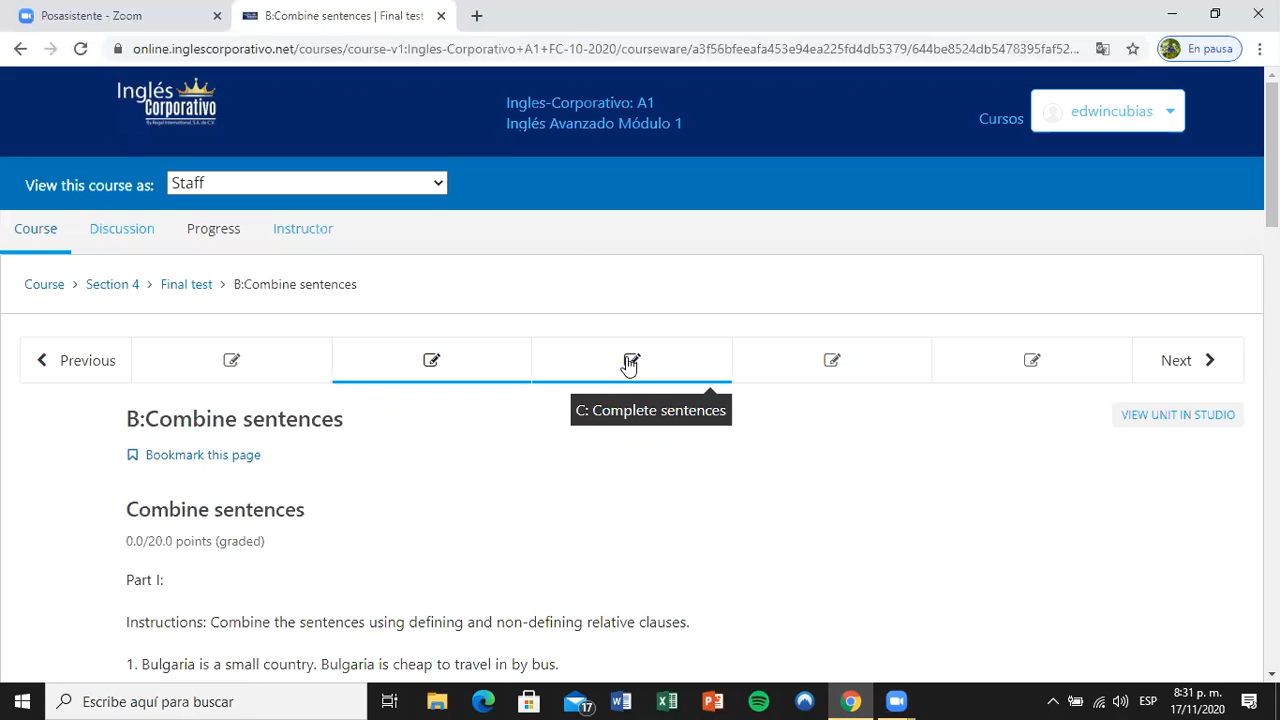 Posasistente - Zoom
B:Combine sentences | Final test
online.inglescorporativo.net/courses/course-v1:Ingles-Corporativo+A1+FC-10-2020/courseware/a3f56bfeeafa453e94ea225fd4db5379/644be8524db5478395faf52...
En pausa
Inglés Corporativo
By Regal International, S.A. de C.V.
Ingles-Corporativo: A1
Inglés Avanzado Módulo 1
Cursos
edwincubias
View this course as:
Staff
Course
Discussion
Progress
Instructor
Course > Section 4 > Final test > B:Combine sentences
Previous
Next
C: Complete sentences
B:Combine sentences
VIEW UNIT IN STUDIO
Bookmark this page
Combine sentences
0.0/20.0 points (graded)
Part I:
Instructions: Combine the sentences using defining and non-defining relative clauses.
1. Bulgaria is a small country. Bulgaria is cheap to travel in by bus.
Escribe aquí para buscar
17
ESP
8:31 p. m.
17/11/2020